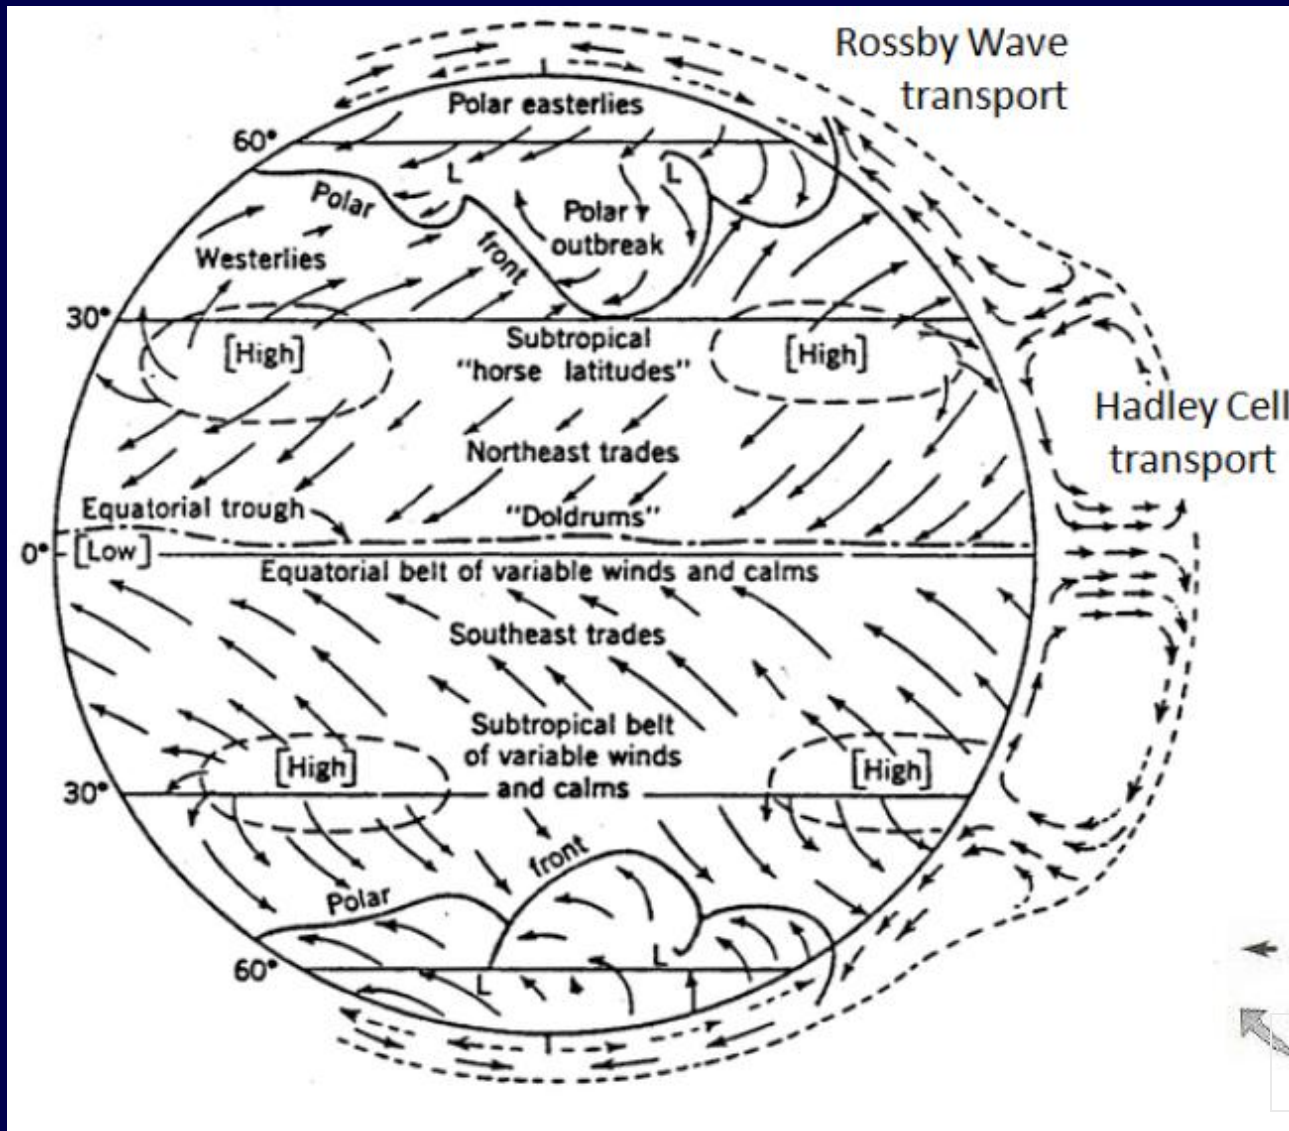 Rossby Wave
transport
Polar easterlies
60°
L
L
Polar
Polar
outbreak
front
Westerlies
30°
[High]
Subtropical
"horse latitudes"
[High]
Hadley Cell
transport
Northeast trades
Equatorial trough
"Doldrums"
0°
[Low]
Equatorial belt of variable winds and calms
Southeast trades
Subtropical belt
of variable winds
and calms
[High]
[High]
30°
front
Polar
L
60°
L